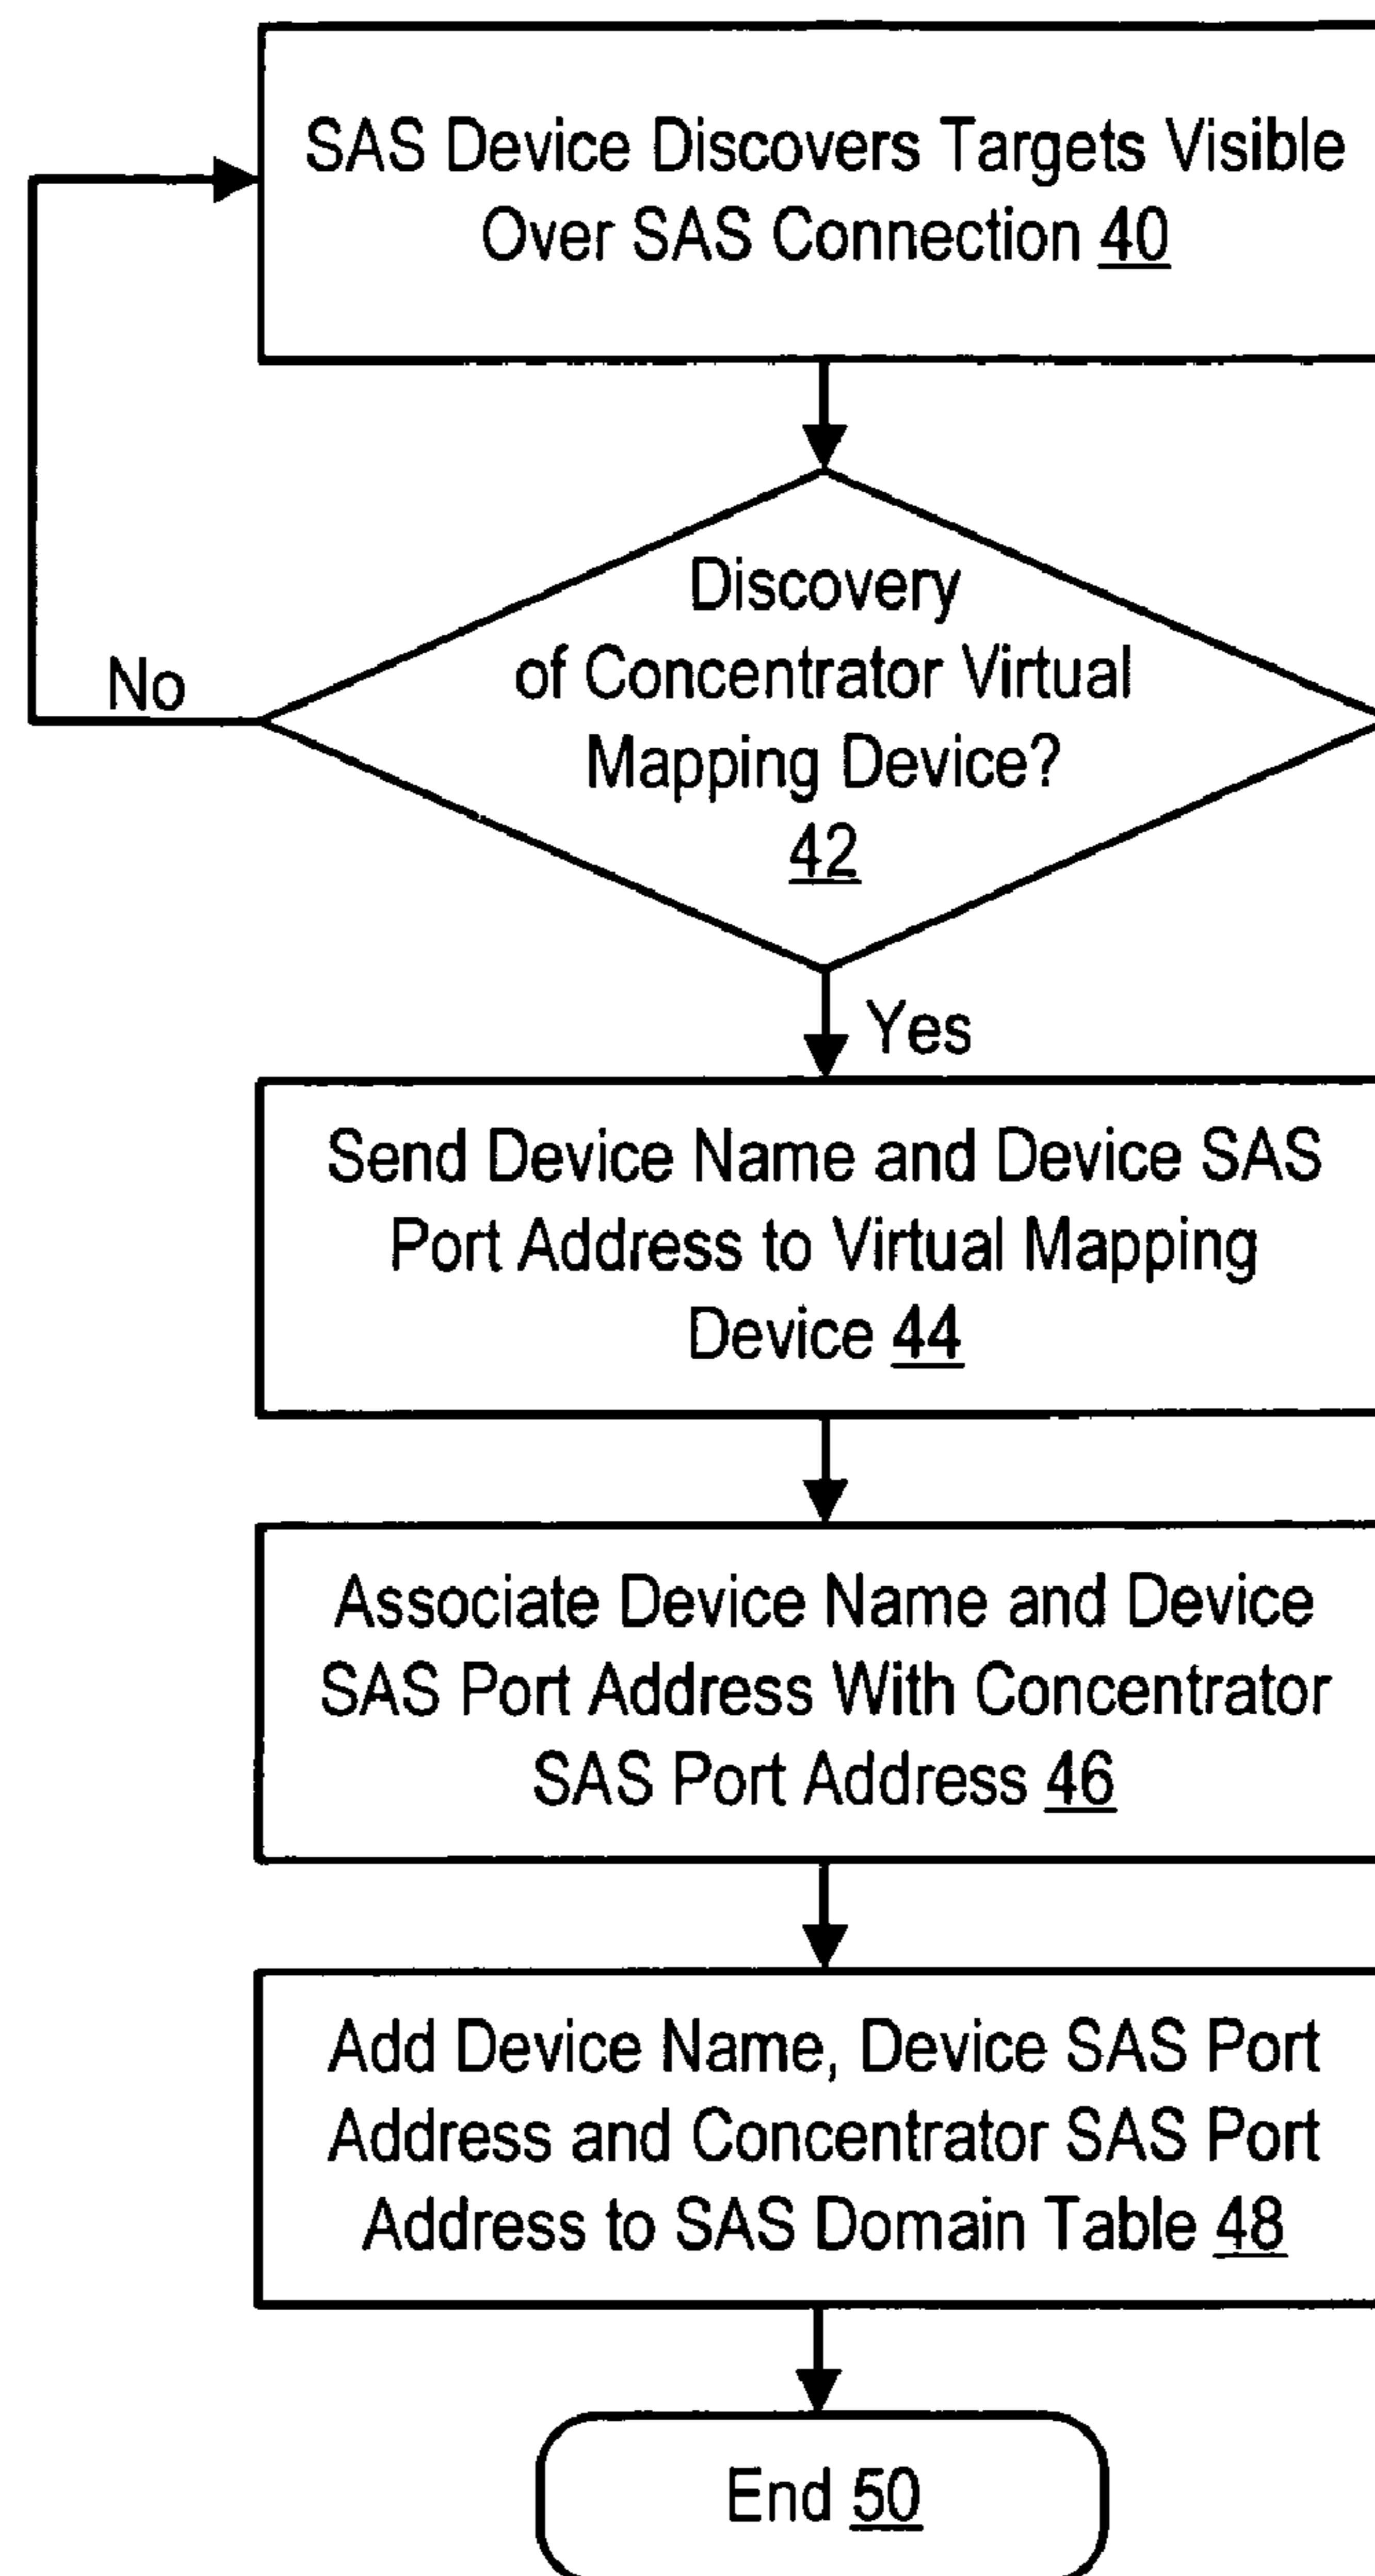 SAS Device Discovers Targets Visible
Over SAS Connection 40
Discovery
of Concentrator Virtual
Mapping Device?
42
No
Yes
Send Device Name and Device SAS
Port Address to Virtual Mapping
Device 44
Associate Device Name and Device
SAS Port Address With Concentrator
SAS Port Address 46
Add Device Name, Device SAS Port
Address and Concentrator SAS Port
Address to SAS Domain Table 48
End 50